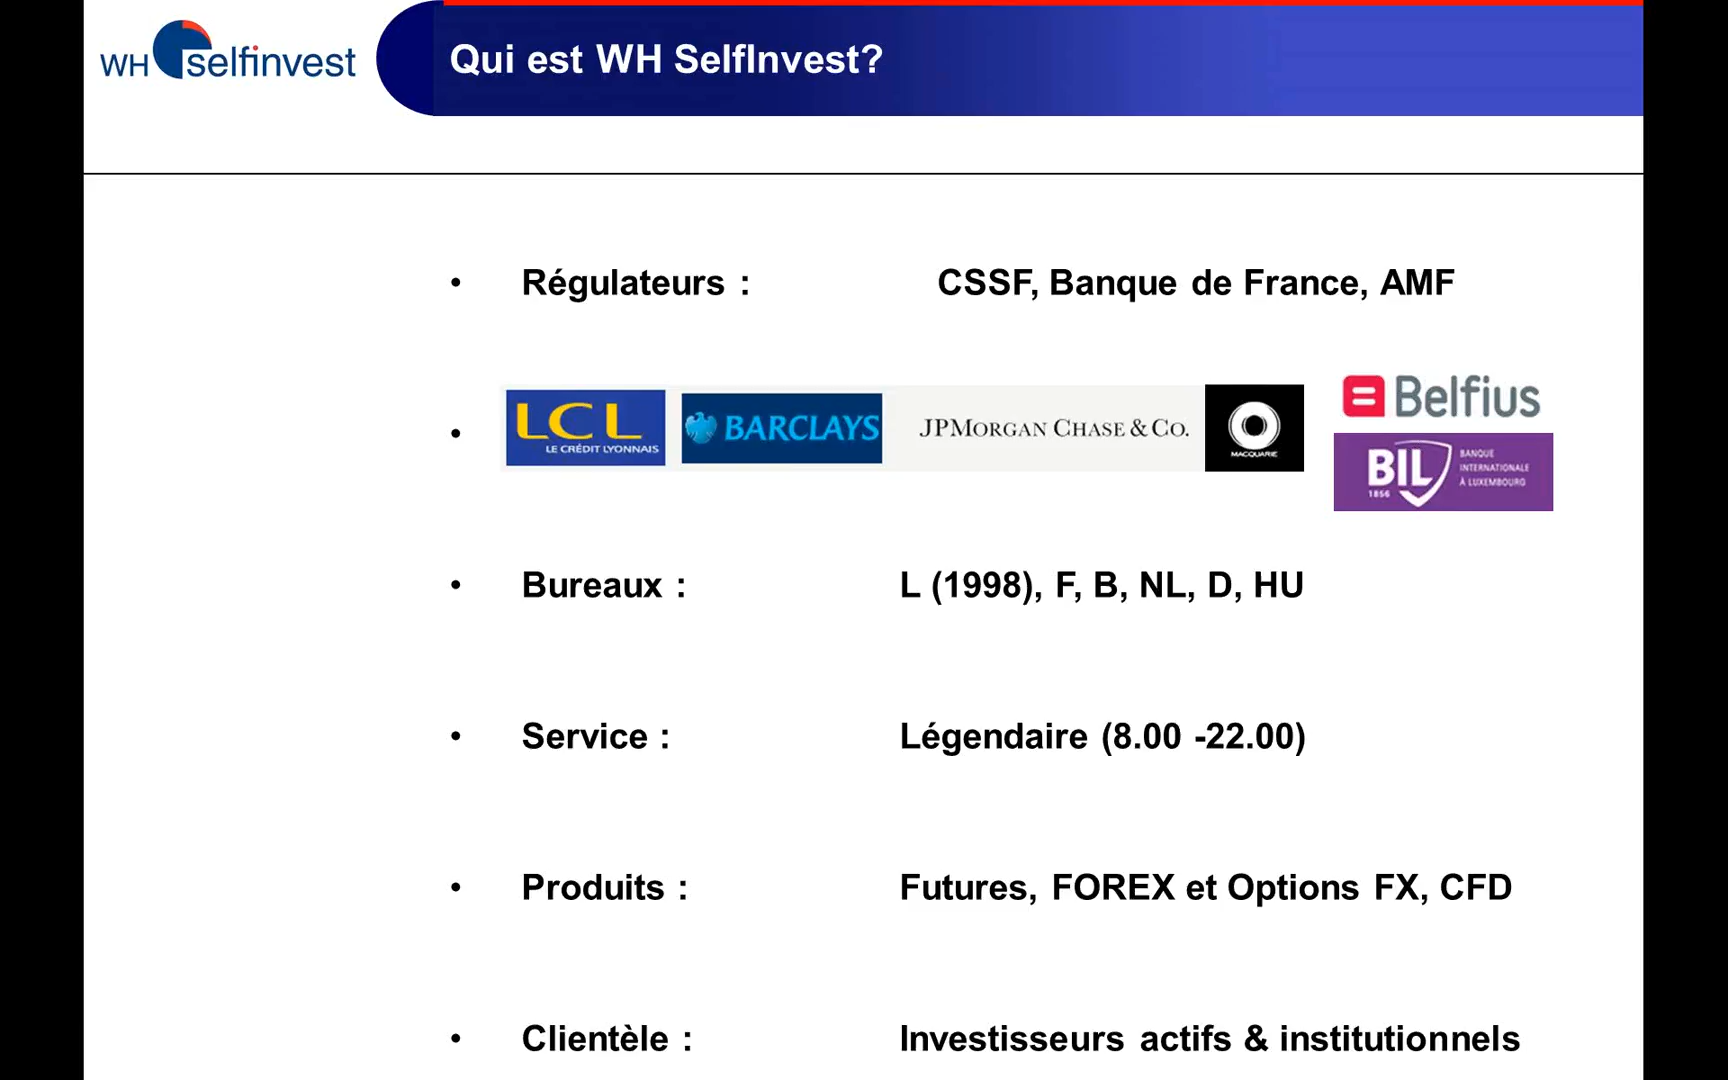 WH selfinvest
Qui est WH SelfInvest?
• Régulateurs : CSSF, Banque de France, AMF
•
LCL
LE CRÉDIT LYONNAIS
BARCLAYS
JPMORGAN CHASE & CO.
MACQUARIE
Belfius
BIL
1856
BANQUE
INTERNATIONALE
À LUXEMBOURG
• Bureaux : L (1998), F, B, NL, D, HU
• Service : Légendaire (8.00 -22.00)
• Produits : Futures, FOREX et Options FX, CFD
• Clientèle : Investisseurs actifs & institutionnels